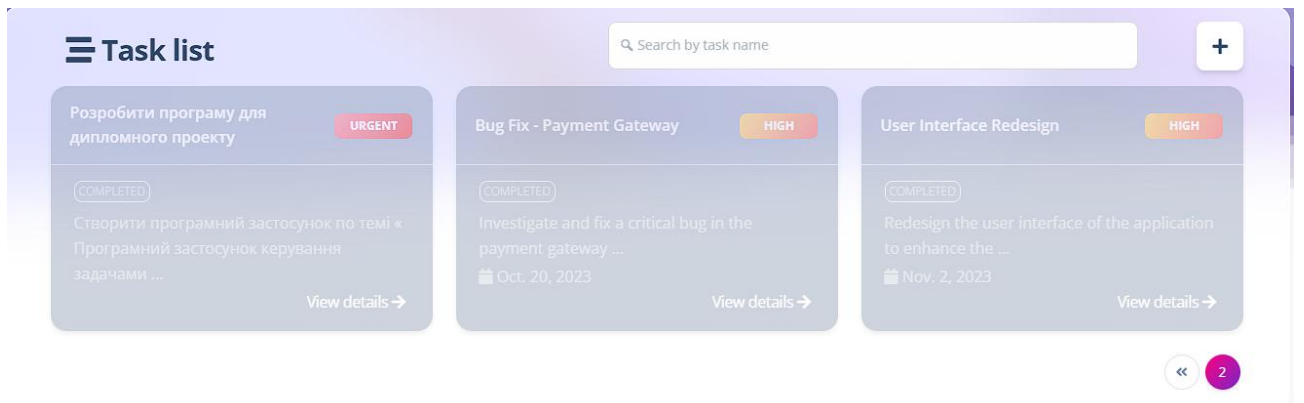 Task list
Search by task name
Розробити програму для
дипломного проекту
URGENT
COMPLETED
Створити програмний застосунок по темі «
Програмний застосунок керування
задачами ...
View details
Bug Fix - Payment Gateway
HIGH
COMPLETED
Investigate and fix a critical bug in the
payment gateway ...
Oct. 20, 2023
View details
User Interface Redesign
HIGH
COMPLETED
Redesign the user interface of the application
to enhance the ...
Nov. 2, 2023
View details
« 2